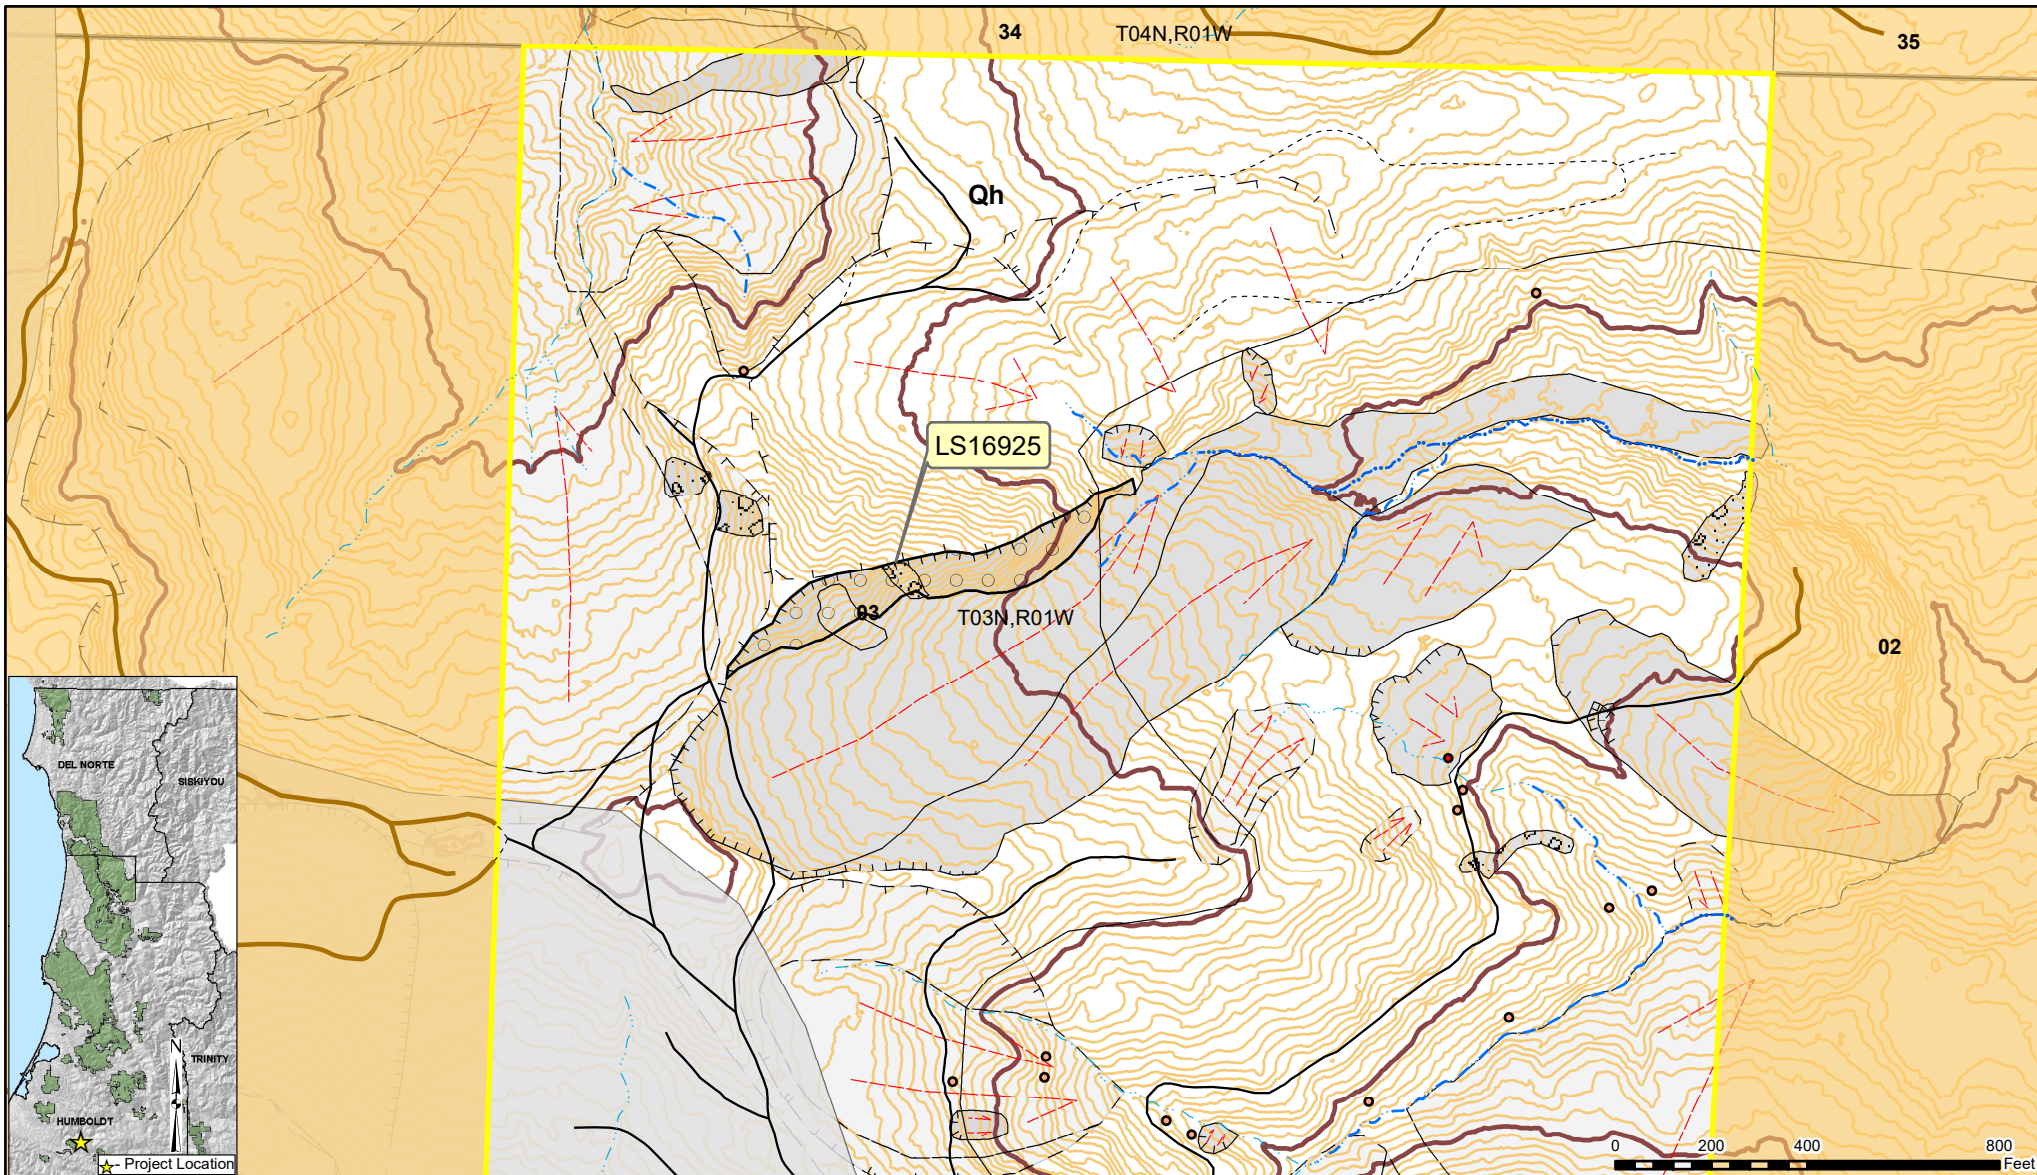 34
T04N,R01W
35
Qh
LS16925
03
T03N,R01W
02
DEL NORTE
SISKIYOU
N
TRINITY
HUMBOLDT
- Project Location
0 200 400 800
Feet